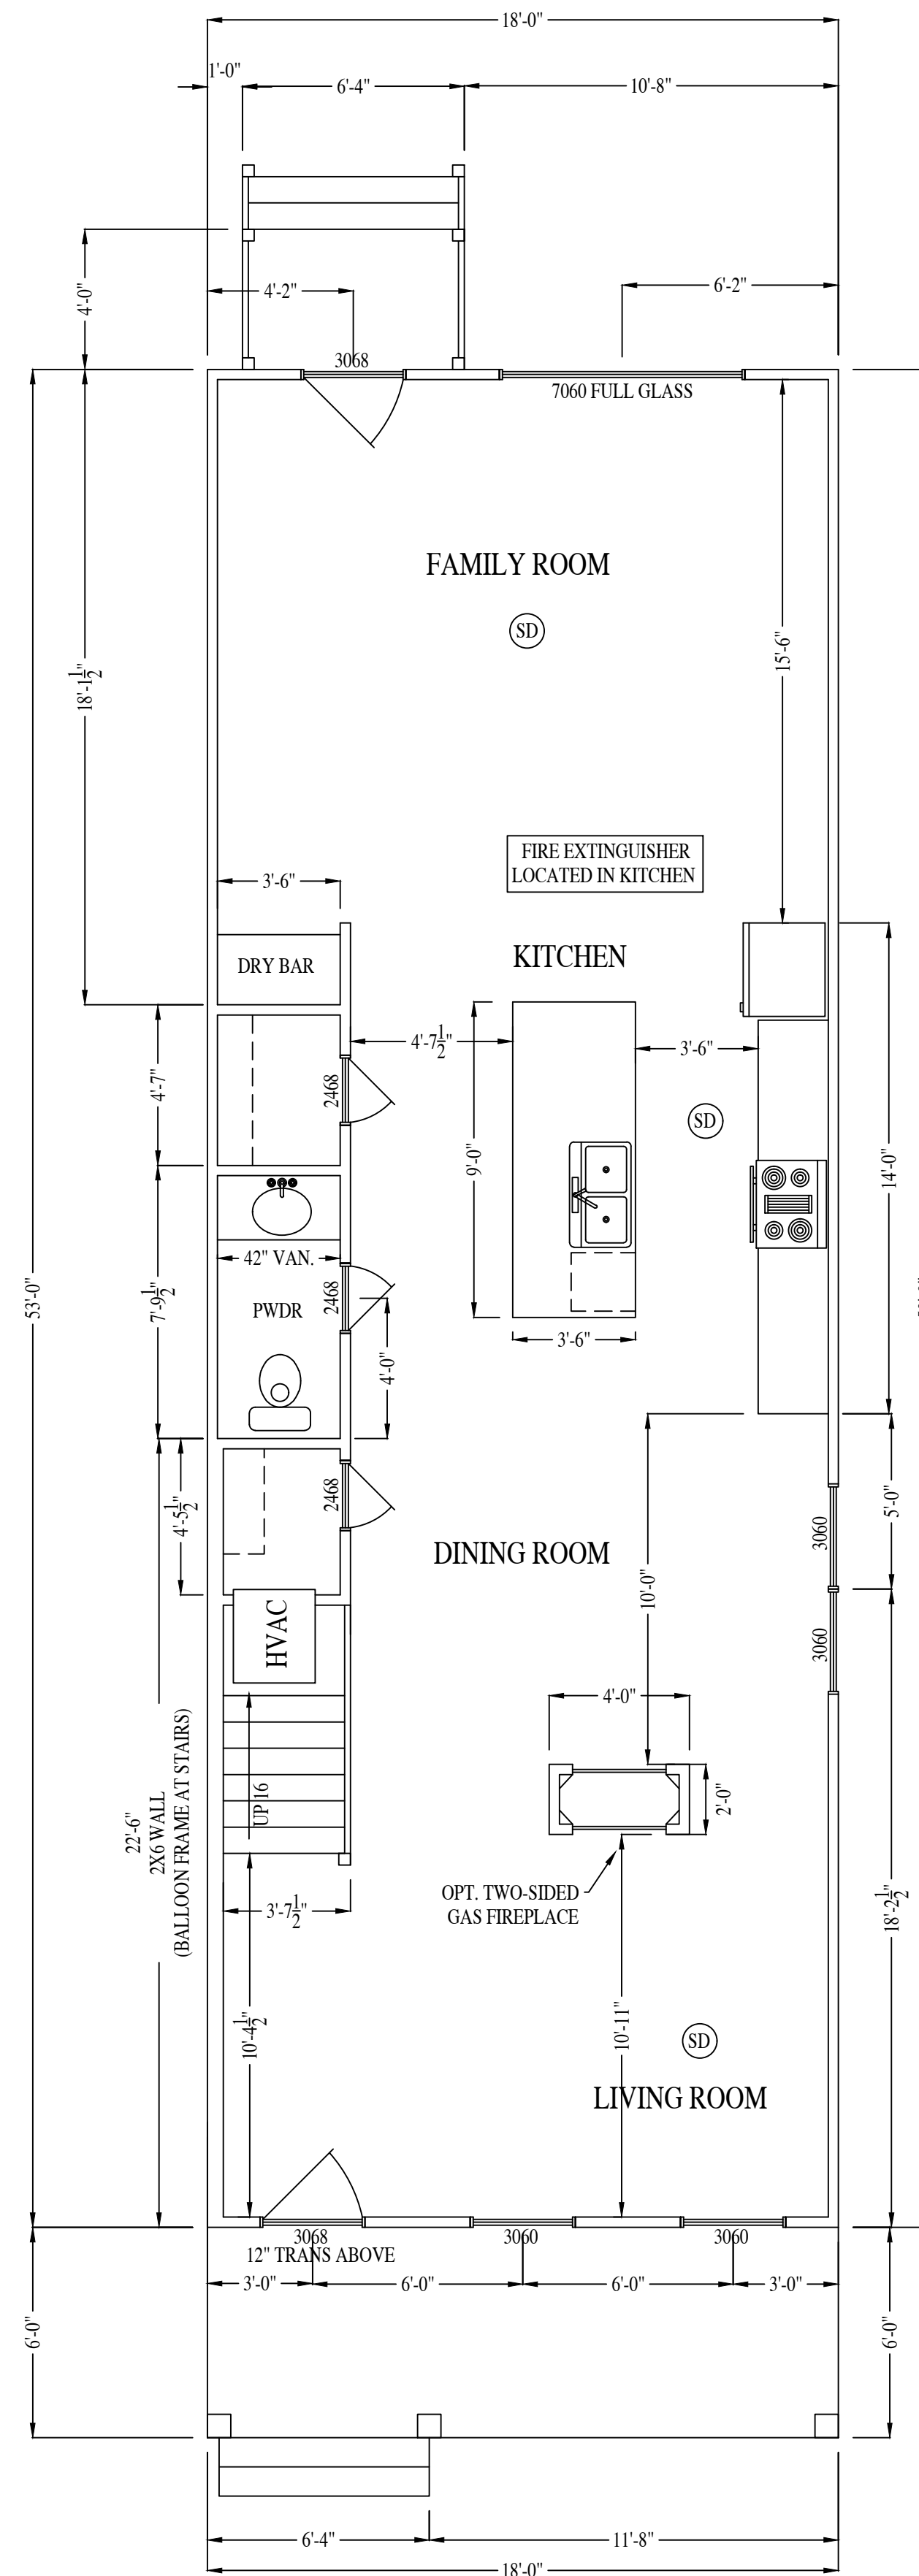 18'-0"
1'-0"
6'-4"
10'-8"
4'-0"
4'-2"
6'-2"
3068
7060 FULL GLASS
FAMILY ROOM
SD
15'-6"
18'-1 1/2"
FIRE EXTINGUISHER
LOCATED IN KITCHEN
3'-6"
KITCHEN
DRY BAR
4'-7 1/2"
3'-6"
2468
4'-7"
SD
9'-0"
14'-0"
42" VAN.
2468
53'-0"
7'-9 1/2"
PWDR
3'-6"
4'-0"
2468
4'-5 1/2"
5'-0"
3060
DINING ROOM
10'-0"
HVAC
3060
4'-0"
UP 16
2'-0"
22'-6"
2X6 WALL
(BALLOON FRAME AT STAIRS)
OPT. TWO-SIDED
GAS FIREPLACE
3'-7 1/2"
18'-2 1/2"
10'-4 1/2"
10'-11"
SD
LIVING ROOM
3068
3060
3060
12" TRANS ABOVE
3'-0"
6'-0"
6'-0"
3'-0"
6'-0"
6'-0"
6'-4"
11'-8"
18'-0"